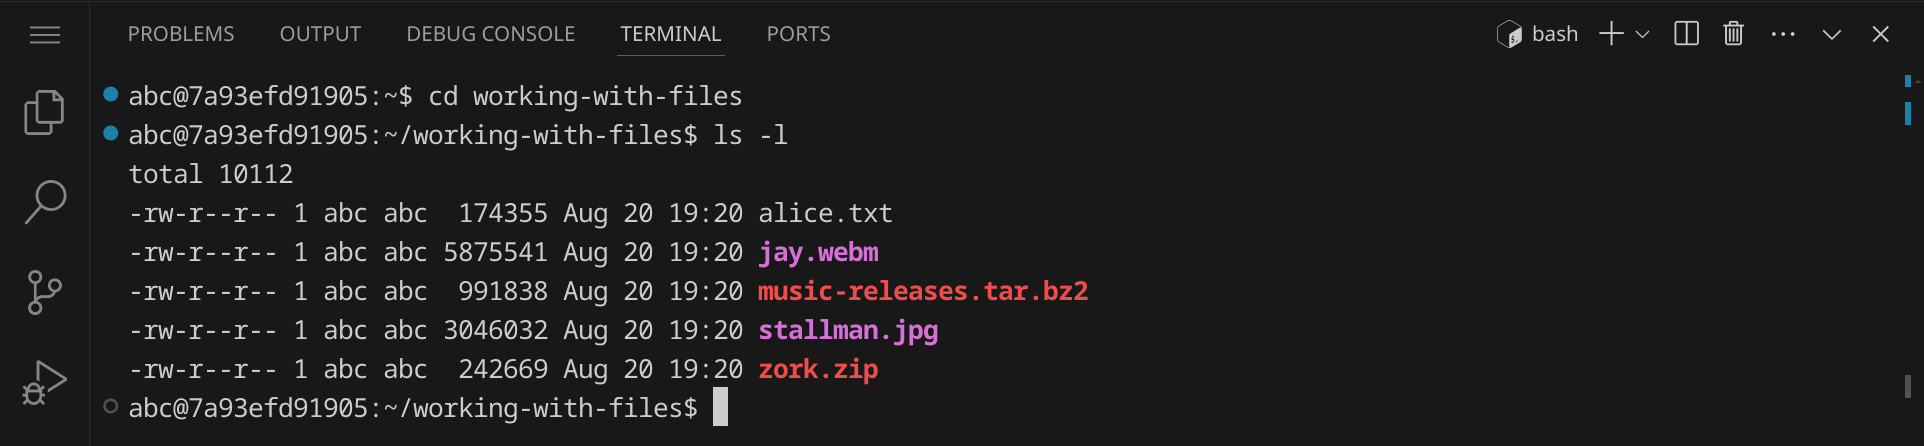 PROBLEMS OUTPUT DEBUG CONSOLE TERMINAL PORTS bash
abc@7a93efd91905:~$ cd working-with-files
abc@7a93efd91905:~/working-with-files$ ls -l
total 10112
-rw-r--r-- 1 abc abc  174355 Aug 20 19:20 alice.txt
-rw-r--r-- 1 abc abc 5875541 Aug 20 19:20 jay.webm
-rw-r--r-- 1 abc abc  991838 Aug 20 19:20 music-releases.tar.bz2
-rw-r--r-- 1 abc abc 3046032 Aug 20 19:20 stallman.jpg
-rw-r--r-- 1 abc abc  242669 Aug 20 19:20 zork.zip
abc@7a93efd91905:~/working-with-files$